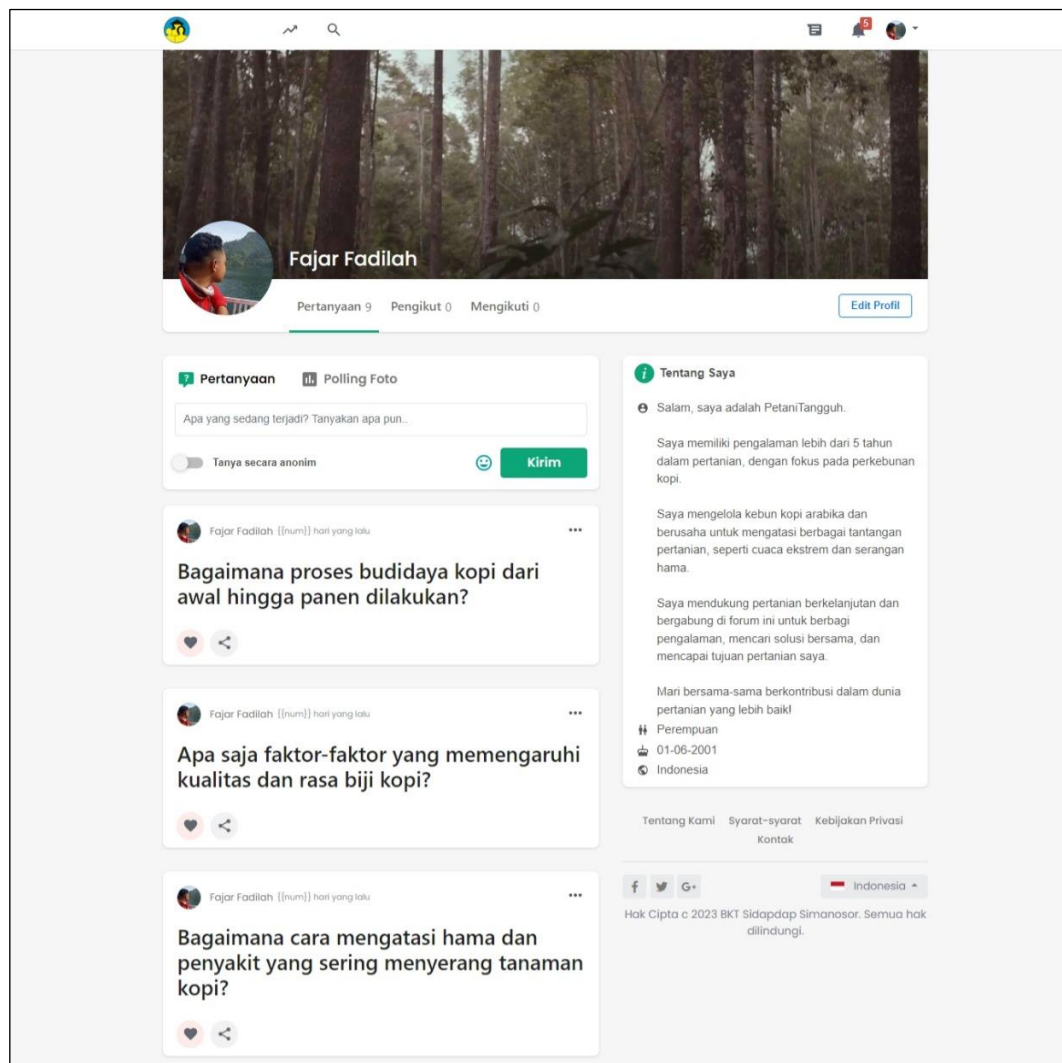 5
Fajar Fadilah
Pertanyaan 9 Pengikut 0 Mengikuti 0
Edit Profil
Pertanyaan Polling Foto
Apa yang sedang terjadi? Tanyakan apa pun..
Tanya secara anonim
Kirim
Fajar Fadilah {{num}} hari yang lalu
Bagaimana proses budidaya kopi dari
awal hingga panen dilakukan?
Fajar Fadilah {{num}} hari yang lalu
Apa saja faktor-faktor yang memengaruhi
kualitas dan rasa biji kopi?
Fajar Fadilah {{num}} hari yang lalu
Bagaimana cara mengatasi hama dan
penyakit yang sering menyerang tanaman
kopi?
Tentang Saya
Salam, saya adalah PetaniTangguh.
Saya memiliki pengalaman lebih dari 5 tahun
dalam pertanian, dengan fokus pada perkebunan
kopi.
Saya mengelola kebun kopi arabika dan
berusaha untuk mengatasi berbagai tantangan
pertanian, seperti cuaca ekstrem dan serangan
hama.
Saya mendukung pertanian berkelanjutan dan
bergabung di forum ini untuk berbagi
pengalaman, mencari solusi bersama, dan
mencapai tujuan pertanian saya.
Mari bersama-sama berkontribusi dalam dunia
pertanian yang lebih baik!
Perempuan
01-06-2001
Indonesia
Tentang Kami Syarat-syarat Kebijakan Privasi
Kontak
Indonesia
Hak Cipta c 2023 BKT Sidapdap Simanosor. Semua hak
dilindungi.